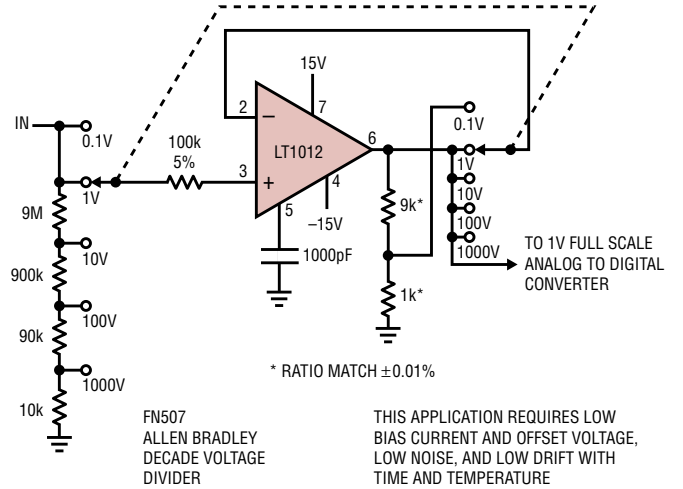 IN
0.1V
1V
9M
10V
900k
100V
90k
1000V
10k
100k
5%
15V
2
7
–
LT1012
6
3
+
4
5
–15V
1000pF
9k*
1k*
0.1V
1V
10V
100V
1000V
TO 1V FULL SCALE
ANALOG TO DIGITAL
CONVERTER
* RATIO MATCH ±0.01%
FN507
ALLEN BRADLEY
DECADE VOLTAGE
DIVIDER
THIS APPLICATION REQUIRES LOW
BIAS CURRENT AND OFFSET VOLTAGE,
LOW NOISE, AND LOW DRIFT WITH
TIME AND TEMPERATURE